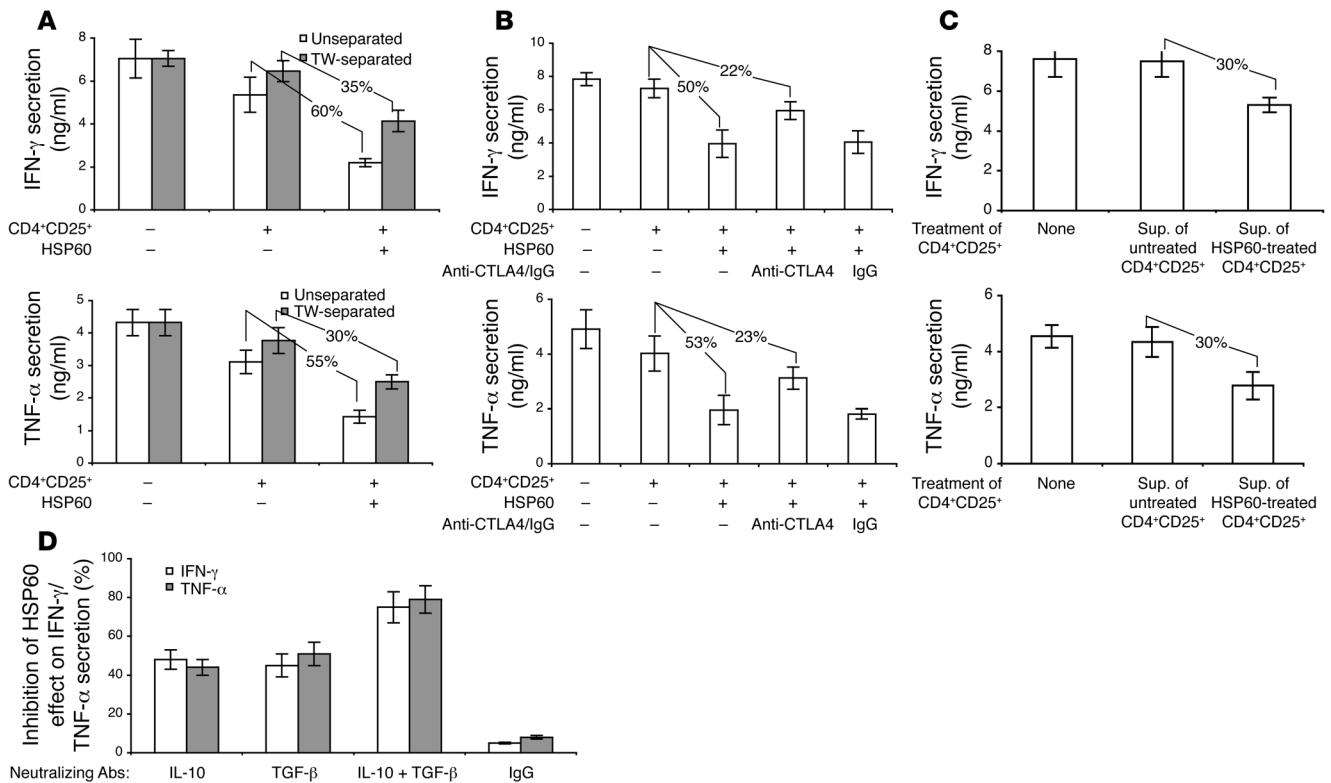 A
IFN-γ secretion
(ng/ml)
8
6
4
2
0
Unseparated
TW-separated
35%
60%
CD4⁺CD25⁺ – + +
HSP60 – – +
TNF-α secretion
(ng/ml)
5
4
3
2
1
0
Unseparated
TW-separated
30%
55%
CD4⁺CD25⁺ – + +
HSP60 – – +
B
IFN-γ secretion
(ng/ml)
10
8
6
4
2
0
22%
50%
CD4⁺CD25⁺ – + + + +
HSP60 – – + + +
Anti-CTLA4/IgG – – – Anti-CTLA4 IgG
TNF-α secretion
(ng/ml)
6
4
2
0
23%
53%
CD4⁺CD25⁺ – + + + +
HSP60 – – + + +
Anti-CTLA4/IgG – – – Anti-CTLA4 IgG
C
IFN-γ secretion
(ng/ml)
8
6
4
2
0
30%
Treatment of
CD4⁺CD25⁺
None
Sup. of
untreated
CD4⁺CD25⁺
Sup. of
HSP60-treated
CD4⁺CD25⁺
TNF-α secretion
(ng/ml)
6
4
2
0
30%
Treatment of
CD4⁺CD25⁺
None
Sup. of
untreated
CD4⁺CD25⁺
Sup. of
HSP60-treated
CD4⁺CD25⁺
D
Inhibition of HSP60
effect on IFN-γ/
TNF-α secretion (%)
100
80
60
40
20
0
IFN-γ
TNF-α
Neutralizing Abs: IL-10 TGF-β IL-10 + TGF-β IgG